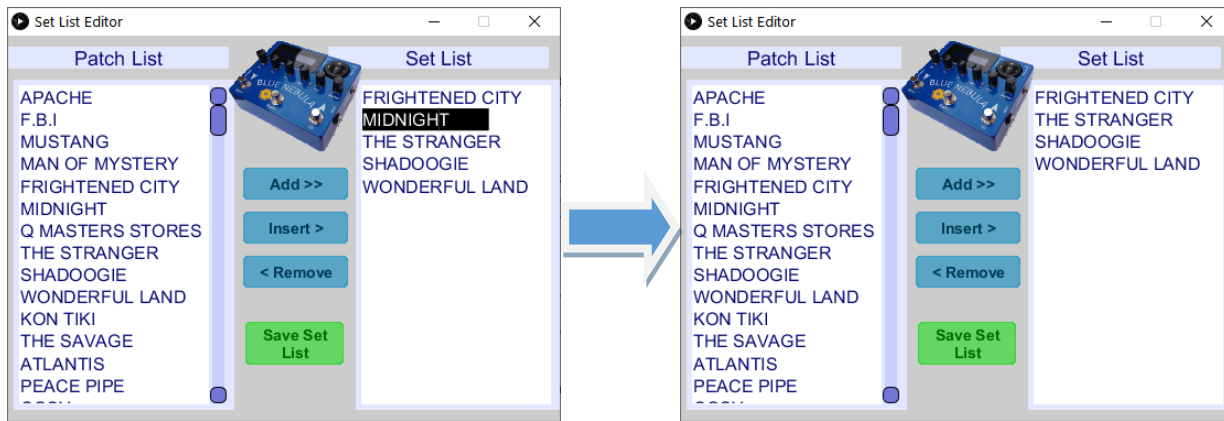 Set List Editor
Patch List
Set List
APACHE
F.B.I
MUSTANG
MAN OF MYSTERY
FRIGHTENED CITY
MIDNIGHT
Q MASTERS STORES
THE STRANGER
SHADOOGIE
WONDERFUL LAND
KON TIKI
THE SAVAGE
ATLANTIS
PEACE PIPE
BLUE NEBULA
Add >>
Insert >
< Remove
Save Set
List
FRIGHTENED CITY
MIDNIGHT
THE STRANGER
SHADOOGIE
WONDERFUL LAND
Set List Editor
Patch List
Set List
APACHE
F.B.I
MUSTANG
MAN OF MYSTERY
FRIGHTENED CITY
MIDNIGHT
Q MASTERS STORES
THE STRANGER
SHADOOGIE
WONDERFUL LAND
KON TIKI
THE SAVAGE
ATLANTIS
PEACE PIPE
BLUE NEBULA
Add >>
Insert >
< Remove
Save Set
List
FRIGHTENED CITY
THE STRANGER
SHADOOGIE
WONDERFUL LAND